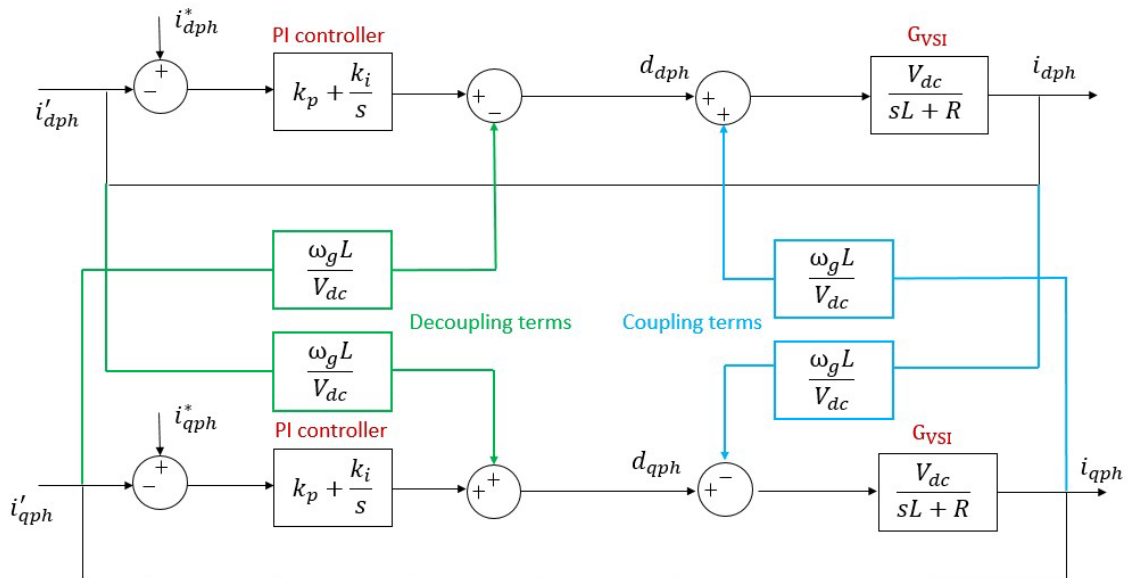 i*dph
PI controller
GVSI
+
−
kp + ki/s
+
−
ddph
+
+
Vdc/(sL + R)
idph
i′dph
ωgL/Vdc
ωgL/Vdc
Decoupling terms
Coupling terms
ωgL/Vdc
ωgL/Vdc
i*qph
PI controller
GVSI
+
−
kp + ki/s
+
+
dqph
+
−
Vdc/(sL + R)
iqph
i′qph